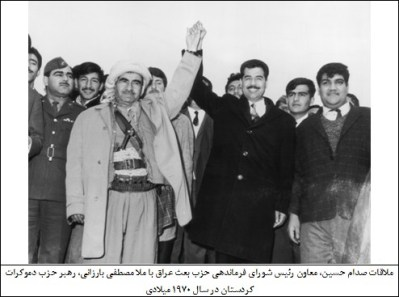 ملاقات صدام حسین، معاون رئیس شورای فرماندهی حزب بعث عراق با ملا مصطفی بارزانی، رهبر حزب دموکرات
کردستان در سال ۱۹۷۰ میلادی